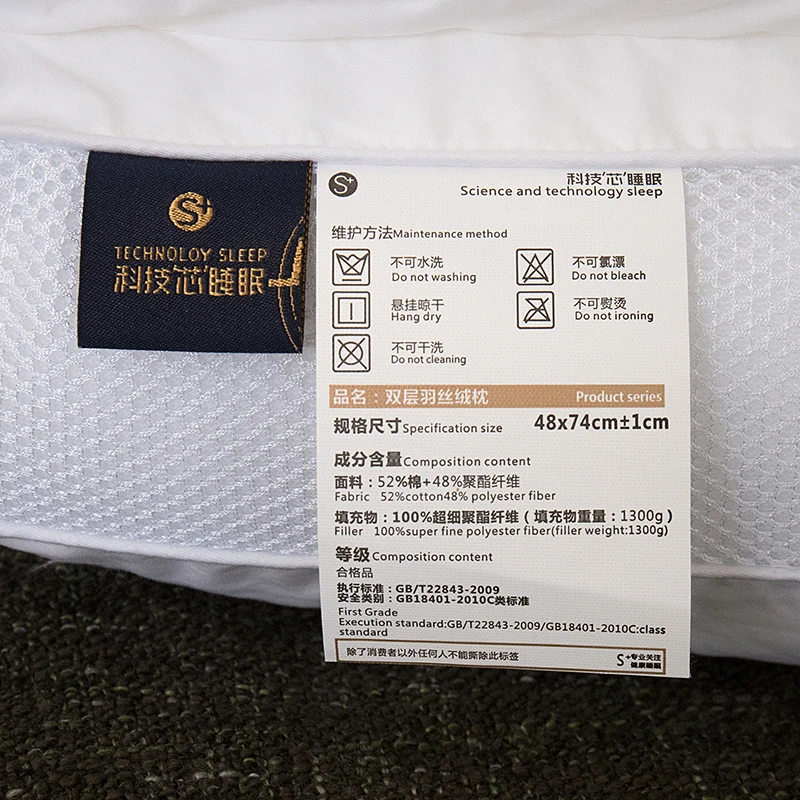 S+
TECHNOLOY SLEEP
科技'芯'睡眠
S+
科技'芯'睡眠
Science and technology sleep
维护方法Maintenance method
不可水洗
Do not washing
不可氯漂
Do not bleach
悬挂晾干
Hang dry
不可熨烫
Do not ironing
不可干洗
Do not cleaning
品名：双层羽丝绒枕 Product series
规格尺寸Specification size 48x74cm±1cm
成分含量Composition content
面料：52%棉+48%聚酯纤维
Fabric 52%cotton48% polyester fiber
填充物：100%超细聚酯纤维（填充物重量：1300g）
Filler 100%super fine polyester fiber(filler weight:1300g)
等级Composition content
合格品
执行标准：GB/T22843-2009
安全类别：GB18401-2010C类标准
First Grade
Execution standard:GB/T22843-2009/GB18401-2010C:class
standard
除了消费者以外任何人不能撕除此标签
S+专业关注
健康睡眠